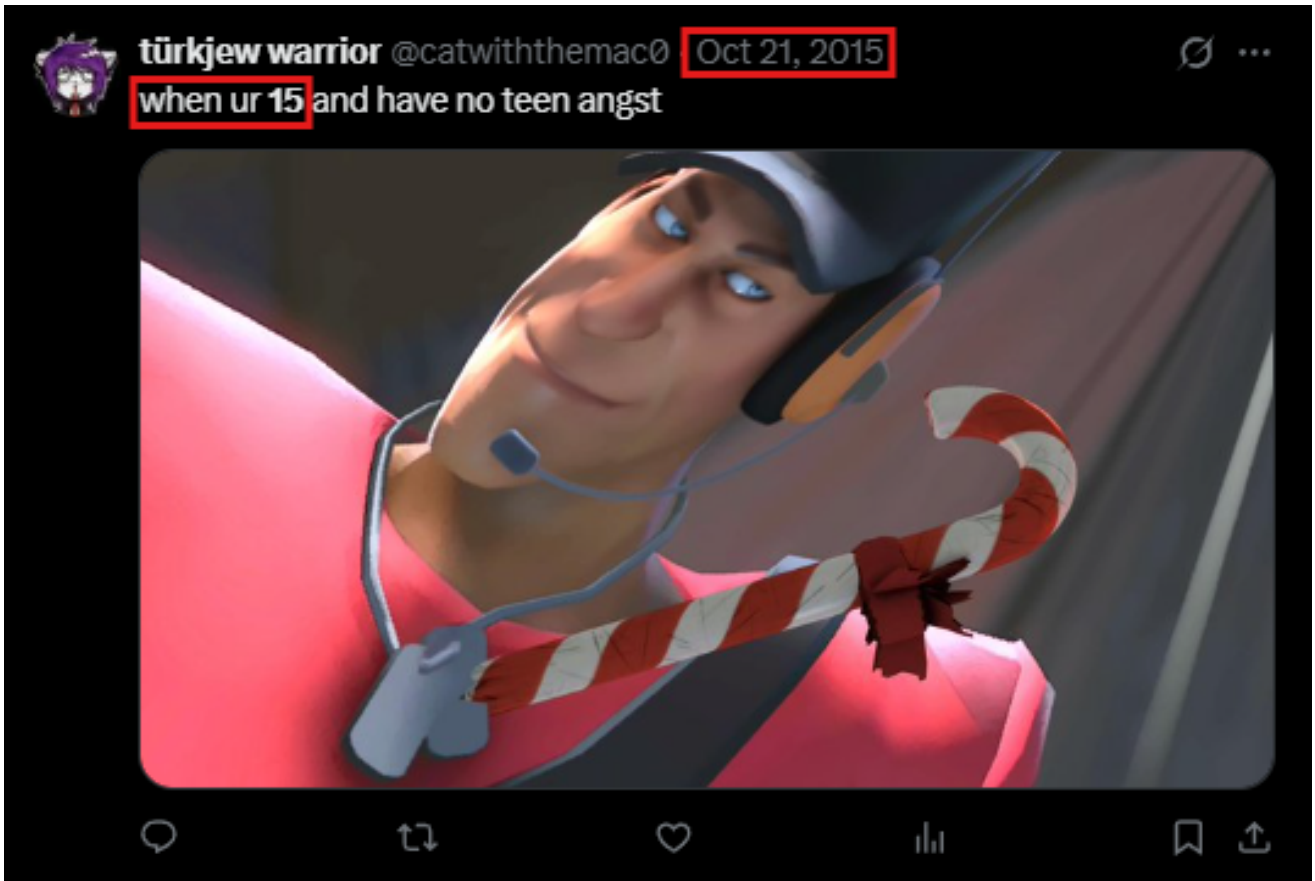 türkjew warrior @catwiththemac0 Oct 21, 2015
when ur 15 and have no teen angst